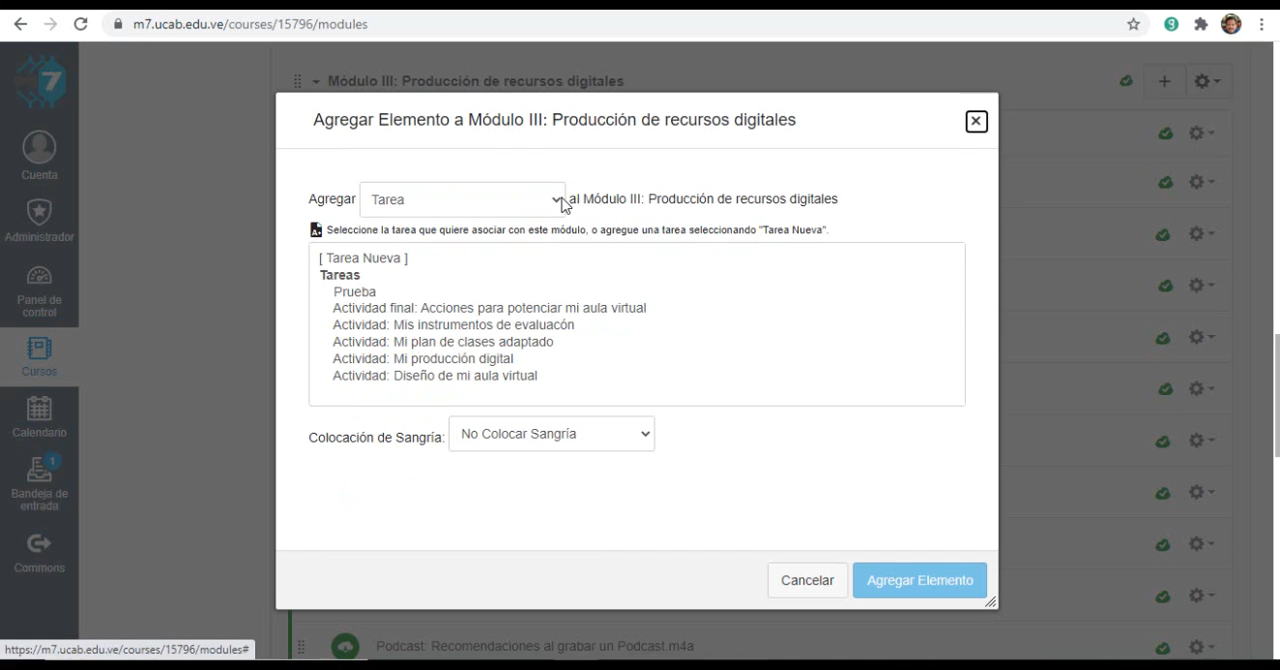 m7.ucab.edu.ve/courses/15796/modules
7
Cuenta
Administrador
Panel de
control
Cursos
Calendario
1
Bandeja de
entrada
Commons
Módulo III: Producción de recursos digitales
Agregar Elemento a Módulo III: Producción de recursos digitales
Agregar Tarea al Módulo III: Producción de recursos digitales
Seleccione la tarea que quiere asociar con este módulo, o agregue una tarea seleccionando "Tarea Nueva".
[ Tarea Nueva ]
Tareas
Prueba
Actividad final: Acciones para potenciar mi aula virtual
Actividad: Mis instrumentos de evaluacón
Actividad: Mi plan de clases adaptado
Actividad: Mi producción digital
Actividad: Diseño de mi aula virtual
Colocación de Sangría: No Colocar Sangría
Cancelar
Agregar Elemento
Podcast: Recomendaciones al grabar un Podcast.m4a
https://m7.ucab.edu.ve/courses/15796/modules#